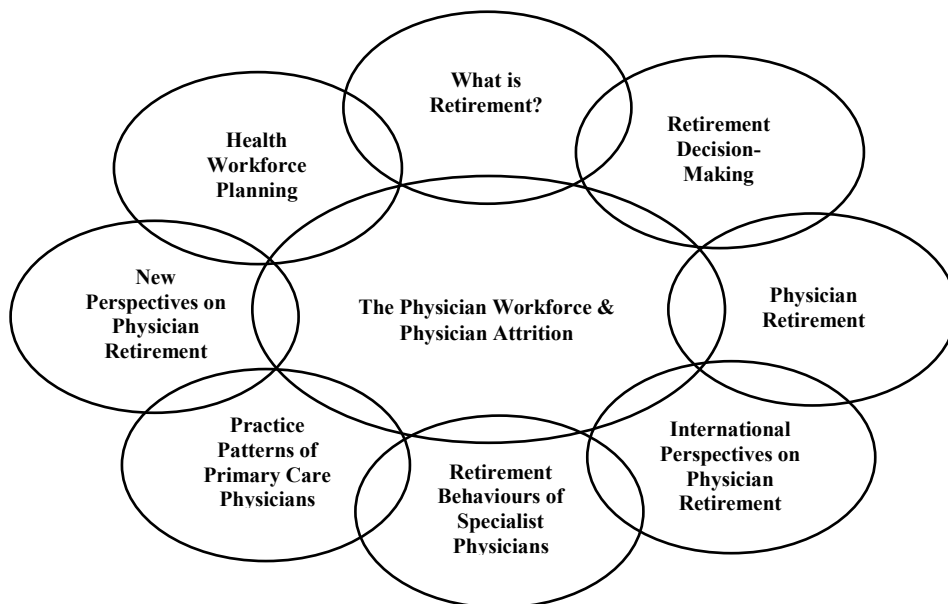 What is
Retirement?
Retirement
Decision-
Making
Physician
Retirement
International
Perspectives on
Physician
Retirement
Retirement
Behaviours of
Specialist
Physicians
Practice
Patterns of
Primary Care
Physicians
New
Perspectives on
Physician
Retirement
Health
Workforce
Planning
The Physician Workforce &
Physician Attrition